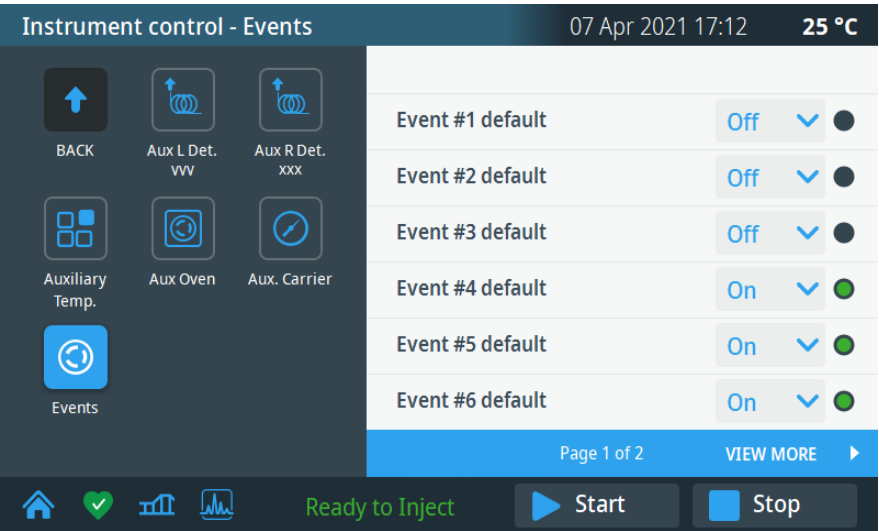 Instrument control - Events
07 Apr 2021 17:12
25 °C
BACK
Aux L Det.
vvv
Aux R Det.
xxx
Auxiliary
Temp.
Aux Oven
Aux. Carrier
Events
Event #1 default
Off
Event #2 default
Off
Event #3 default
Off
Event #4 default
On
Event #5 default
On
Event #6 default
On
Page 1 of 2
VIEW MORE
Ready to Inject
Start
Stop